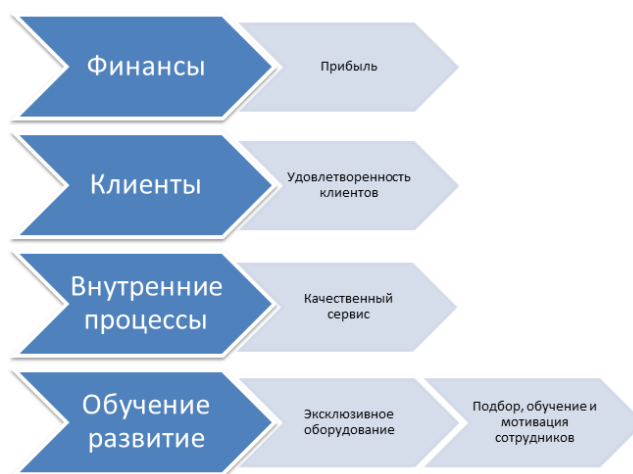 Финансы
Прибыль
Клиенты
Удовлетворенность
клиентов
Внутренние
процессы
Качественный
сервис
Обучение
развитие
Эксклюзивное
оборудование
Подбор, обучение и
мотивация
сотрудников